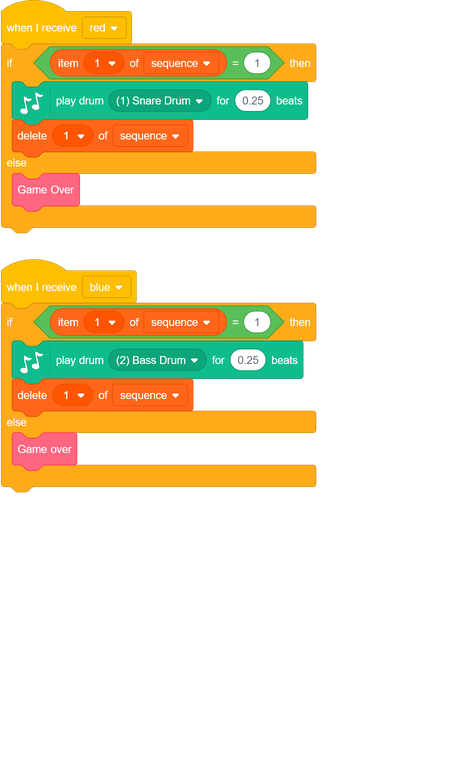 when I receive red
if item 1 of sequence = 1 then
play drum (1) Snare Drum for 0.25 beats
delete 1 of sequence
else
Game Over
when I receive blue
if item 1 of sequence = 1 then
play drum (2) Bass Drum for 0.25 beats
delete 1 of sequence
else
Game over